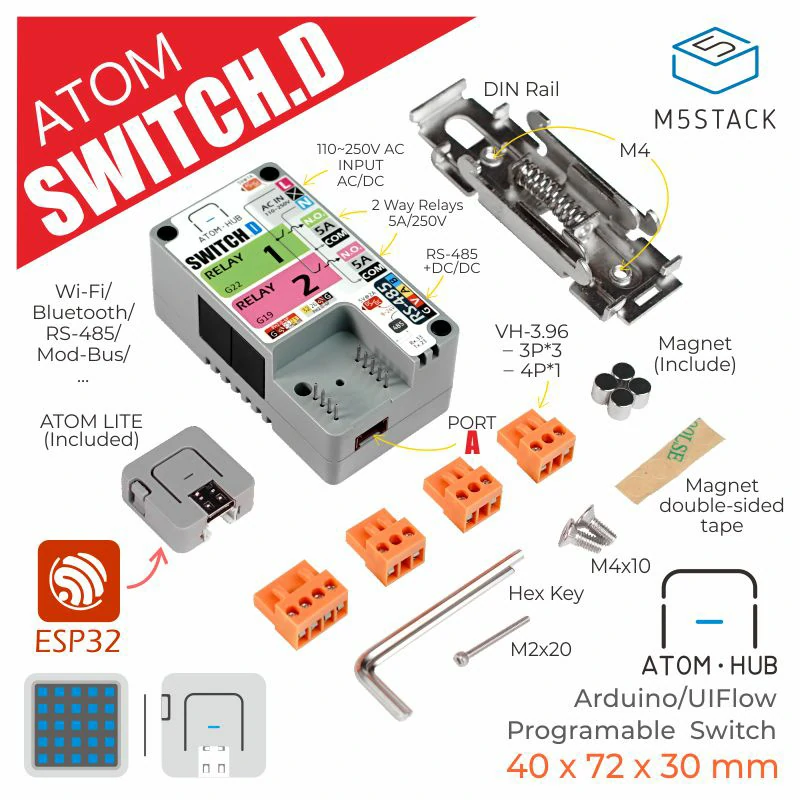 ATOM
SWITCH.D
M5STACK
DIN Rail
M4
110~250V AC
INPUT
AC/DC
2 Way Relays
5A/250V
RS-485
+DC/DC
AC IN
110-250V
L
N
ATOM·HUB
SWITCH D
N.O.
5A
COM
RELAY 1
G22
N.O.
5A
COM
RELAY 2
G19
RS-485
G V A B
485
Wi-Fi/
Bluetooth/
RS-485/
Mod-Bus/
...
VH-3.96
– 3P*3
– 4P*1
Magnet
(Include)
ATOM LITE
(Included)
PORT
A
Magnet
double-sided
tape
M4x10
Hex Key
M2x20
ESP32
ATOM·HUB
Arduino/UIFlow
Programable Switch
40 x 72 x 30 mm